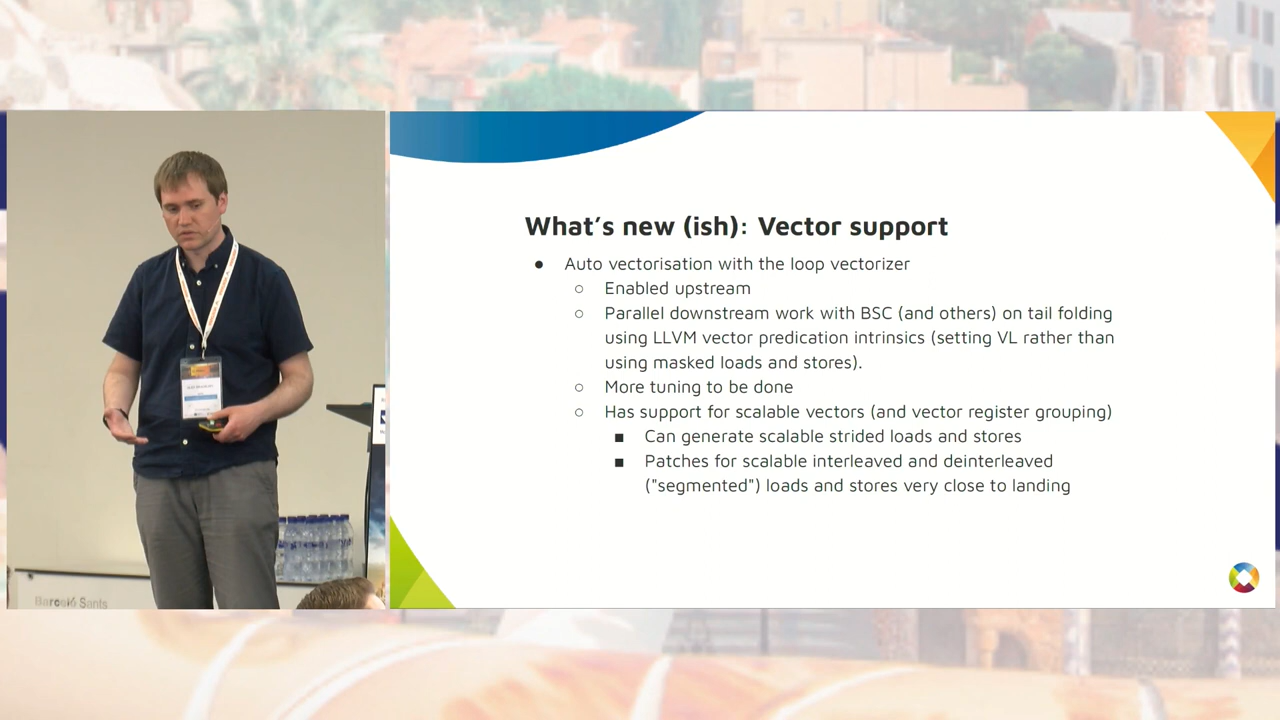 What's new (ish): Vector support
● Auto vectorisation with the loop vectorizer
○ Enabled upstream
○ Parallel downstream work with BSC (and others) on tail folding
using LLVM vector predication intrinsics (setting VL rather than
using masked loads and stores).
○ More tuning to be done
○ Has support for scalable vectors (and vector register grouping)
■ Can generate scalable strided loads and stores
■ Patches for scalable interleaved and deinterleaved
("segmented") loads and stores very close to landing
Barceló Sants